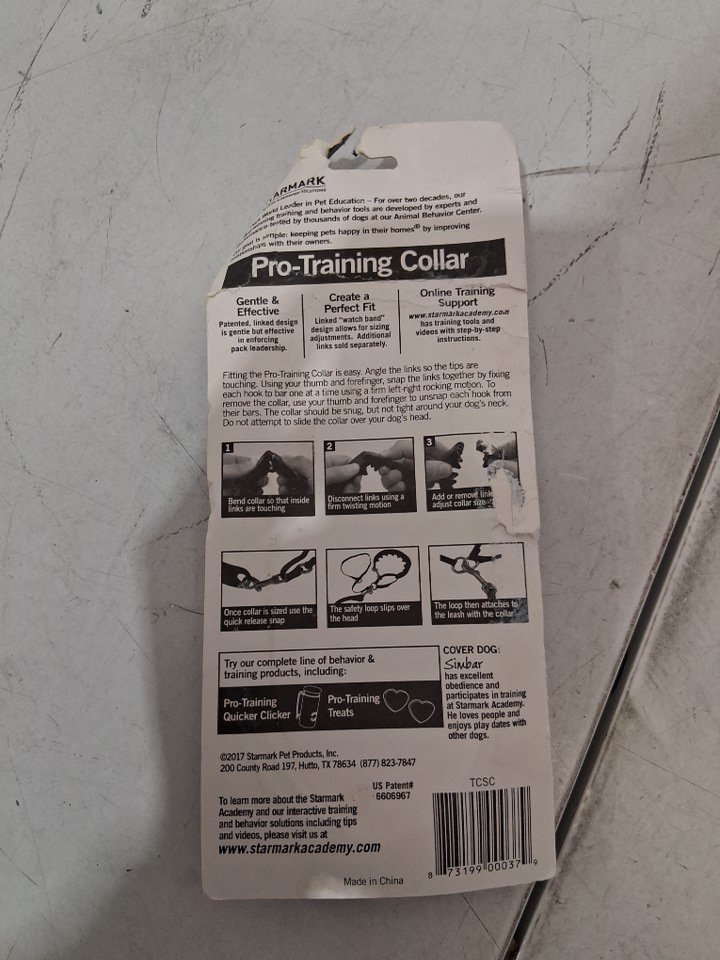 ARMARK
World Leader in Pet Education – For over two decades, our
training and behavior tools are developed by experts and
tested by thousands of dogs at our Animal Behavior Center.
is simple: keeping pets happy in their homes® by improving
with their owners.
Pro-Training Collar
Gentle &
Effective
Patented, linked design
is gentle but effective
in enforcing
pack leadership.
Create a
Perfect Fit
Linked "watch band"
design allows for sizing
adjustments. Additional
links sold separately.
Online Training
Support
www.starmarkacademy.com
has training tools and
videos with step-by-step
instructions.
Fitting the Pro-Training Collar is easy. Angle the links so the tips are
touching. Using your thumb and forefinger, snap the links together by fixing
each hook to bar one at a time using a firm left-right rocking motion. To
remove the collar, use your thumb and forefinger to unsnap each hook from
their bars. The collar should be snug, but not tight around your dog's neck.
Do not attempt to slide the collar over your dog's head.
1
Bend collar so that inside
links are touching
2
Disconnect links using a
firm twisting motion
3
Add or remove link
adjust collar size
Once collar is sized use the
quick release snap
The safety loop slips over
the head
The loop then attaches to
the leash with the collar
Try our complete line of behavior &
training products, including:
Pro-Training
Quicker Clicker
Pro-Training
Treats
COVER DOG:
Simbar
has excellent
obedience and
participates in training
at Starmark Academy.
He loves people and
enjoys play dates with
other dogs.
©2017 Starmark Pet Products, Inc.
200 County Road 197, Hutto, TX 78634 (877) 823-7847
US Patent#
6606967
To learn more about the Starmark
Academy and our interactive training
and behavior solutions including tips
and videos, please visit us at
www.starmarkacademy.com
Made in China
TCSC
8 73199 00037 9